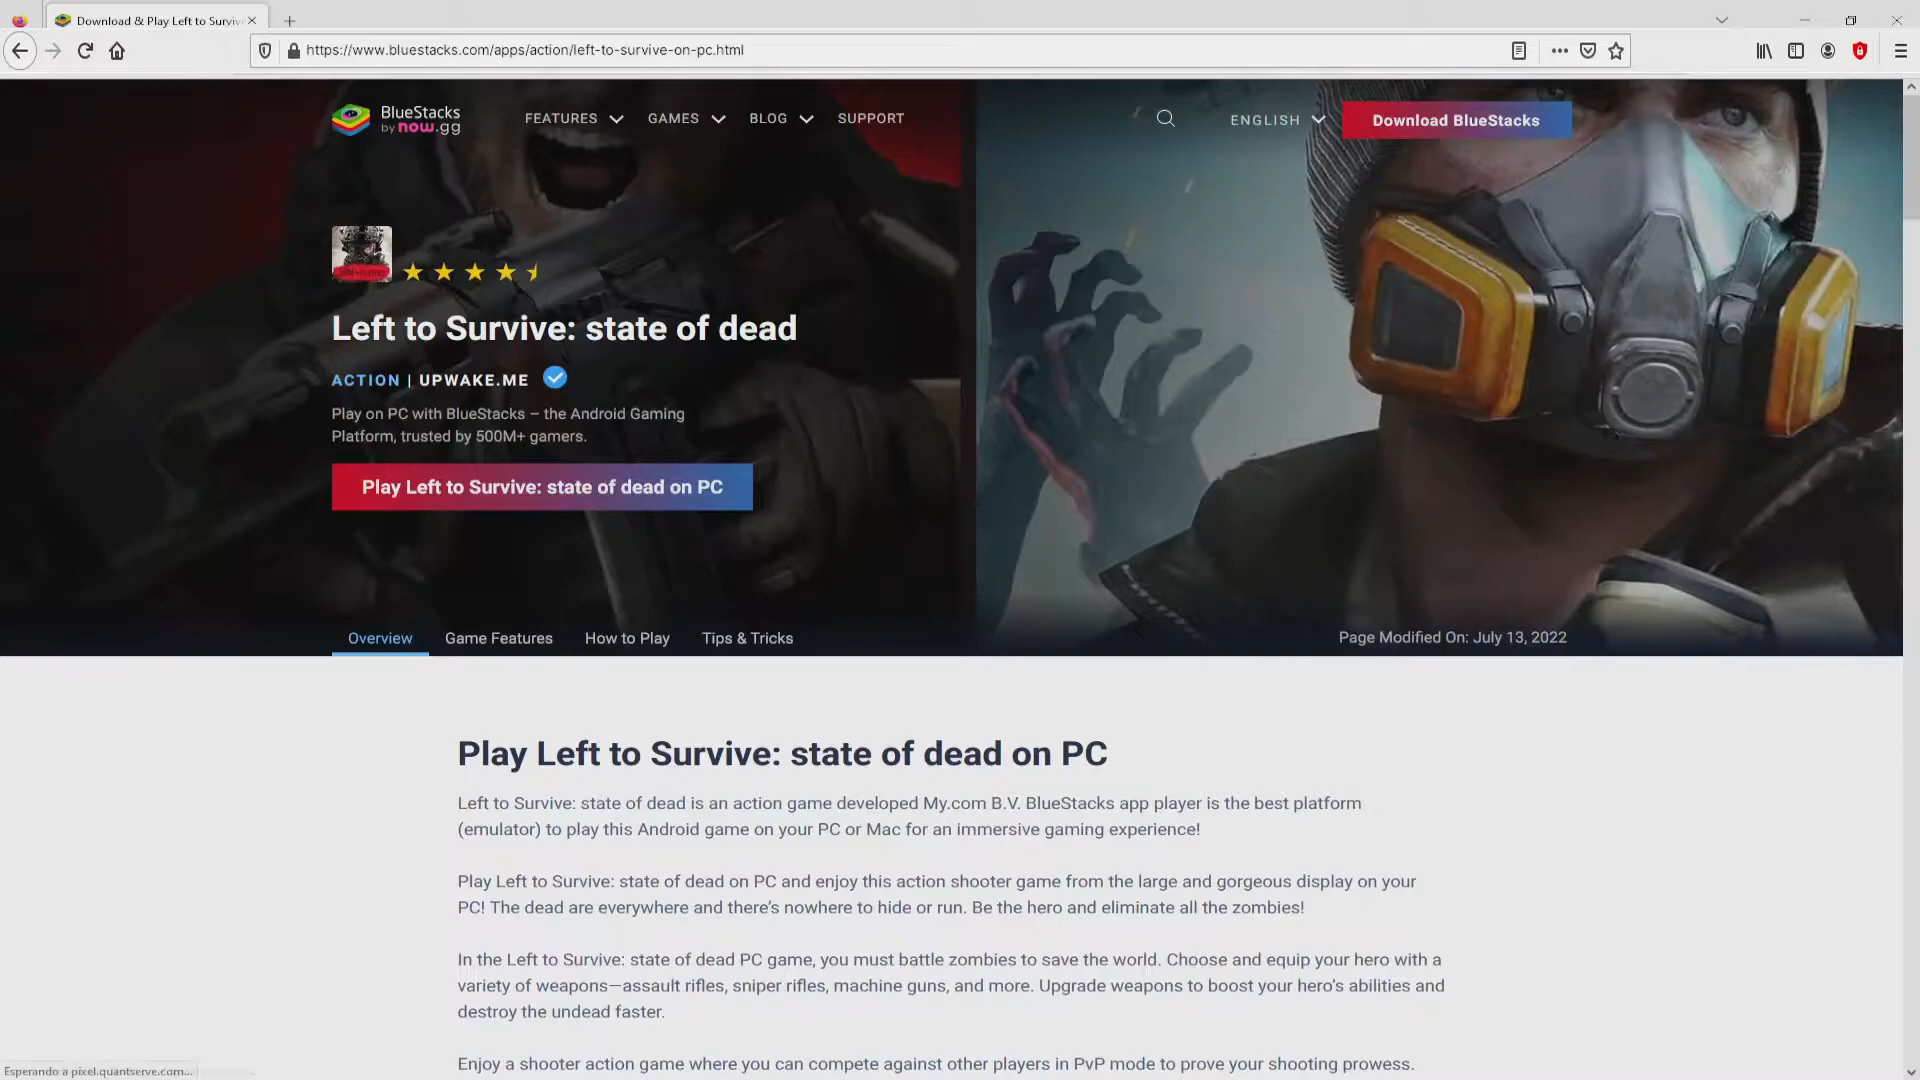 Download & Play Left to Surviv
https://www.bluestacks.com/apps/action/left-to-survive-on-pc.html
BlueStacks
by now.gg
FEATURES
GAMES
BLOG
SUPPORT
ENGLISH
Download BlueStacks
Left to Survive: state of dead
ACTION | UPWAKE.ME
Play on PC with BlueStacks – the Android Gaming
Platform, trusted by 500M+ gamers.
Play Left to Survive: state of dead on PC
Overview
Game Features
How to Play
Tips & Tricks
Page Modified On: July 13, 2022
Play Left to Survive: state of dead on PC
Left to Survive: state of dead is an action game developed My.com B.V. BlueStacks app player is the best platform
(emulator) to play this Android game on your PC or Mac for an immersive gaming experience!
Play Left to Survive: state of dead on PC and enjoy this action shooter game from the large and gorgeous display on your
PC! The dead are everywhere and there’s nowhere to hide or run. Be the hero and eliminate all the zombies!
In the Left to Survive: state of dead PC game, you must battle zombies to save the world. Choose and equip your hero with a
variety of weapons—assault rifles, sniper rifles, machine guns, and more. Upgrade weapons to boost your hero’s abilities and
destroy the undead faster.
Enjoy a shooter action game where you can compete against other players in PvP mode to prove your shooting prowess.
Esperando a pixel.quantserve.com...